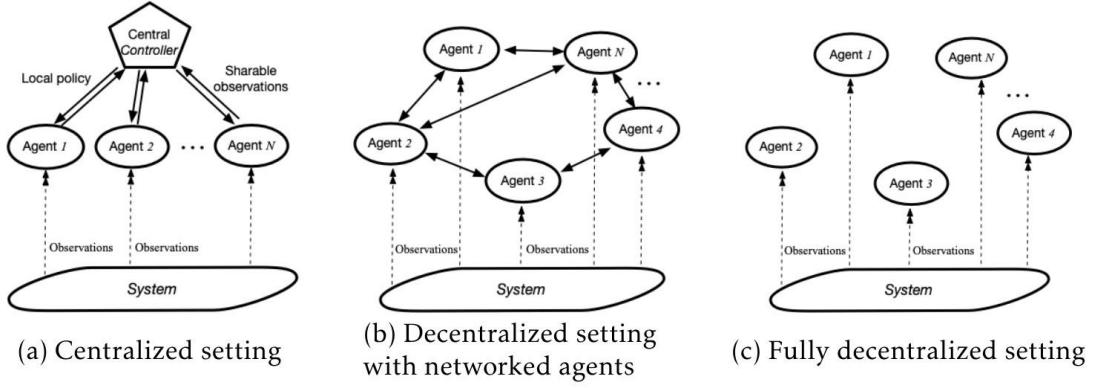 Central
Controller
Local policy
Sharable
observations
Agent 1
Agent 2
...
Agent N
Observations
Observations
System
(a) Centralized setting
Agent 1
Agent N
...
Agent 2
Agent 4
Agent 3
Observations
Observations
System
(b) Decentralized setting
with networked agents
Agent 1
Agent N
...
Agent 2
Agent 4
Agent 3
Observations
Observations
System
(c) Fully decentralized setting